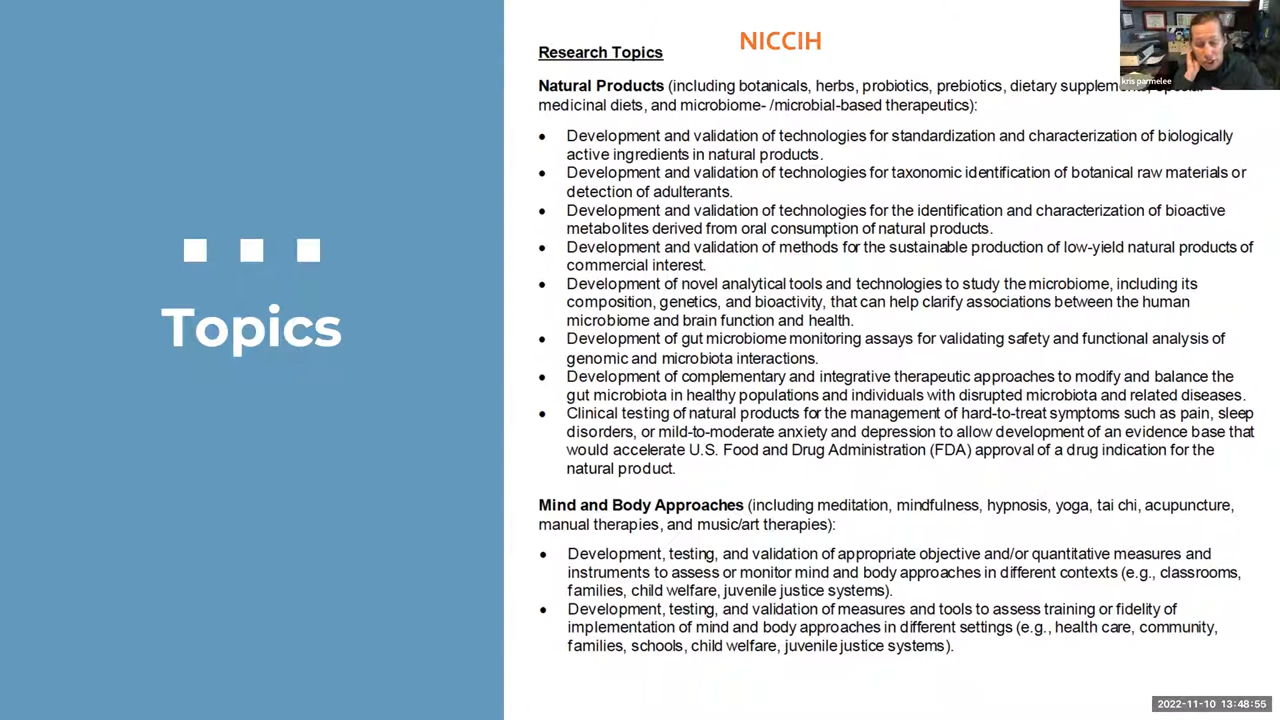 NICCIH
Research Topics
Natural Products (including botanicals, herbs, probiotics, prebiotics, dietary supplements,
medicinal diets, and microbiome- /microbial-based therapeutics):
• Development and validation of technologies for standardization and characterization of biologically
active ingredients in natural products.
• Development and validation of technologies for taxonomic identification of botanical raw materials or
detection of adulterants.
• Development and validation of technologies for the identification and characterization of bioactive
metabolites derived from oral consumption of natural products.
• Development and validation of methods for the sustainable production of low-yield natural products of
commercial interest.
• Development of novel analytical tools and technologies to study the microbiome, including its
composition, genetics, and bioactivity, that can help clarify associations between the human
microbiome and brain function and health.
• Development of gut microbiome monitoring assays for validating safety and functional analysis of
genomic and microbiota interactions.
• Development of complementary and integrative therapeutic approaches to modify and balance the
gut microbiota in healthy populations and individuals with disrupted microbiota and related diseases.
• Clinical testing of natural products for the management of hard-to-treat symptoms such as pain, sleep
disorders, or mild-to-moderate anxiety and depression to allow development of an evidence base that
would accelerate U.S. Food and Drug Administration (FDA) approval of a drug indication for the
natural product.
Mind and Body Approaches (including meditation, mindfulness, hypnosis, yoga, tai chi, acupuncture,
manual therapies, and music/art therapies):
• Development, testing, and validation of appropriate objective and/or quantitative measures and
instruments to assess or monitor mind and body approaches in different contexts (e.g., classrooms,
families, child welfare, juvenile justice systems).
• Development, testing, and validation of measures and tools to assess training or fidelity of
implementation of mind and body approaches in different settings (e.g., health care, community,
families, schools, child welfare, juvenile justice systems).
Topics
kris parmelee
2022-11-10 13:48:55